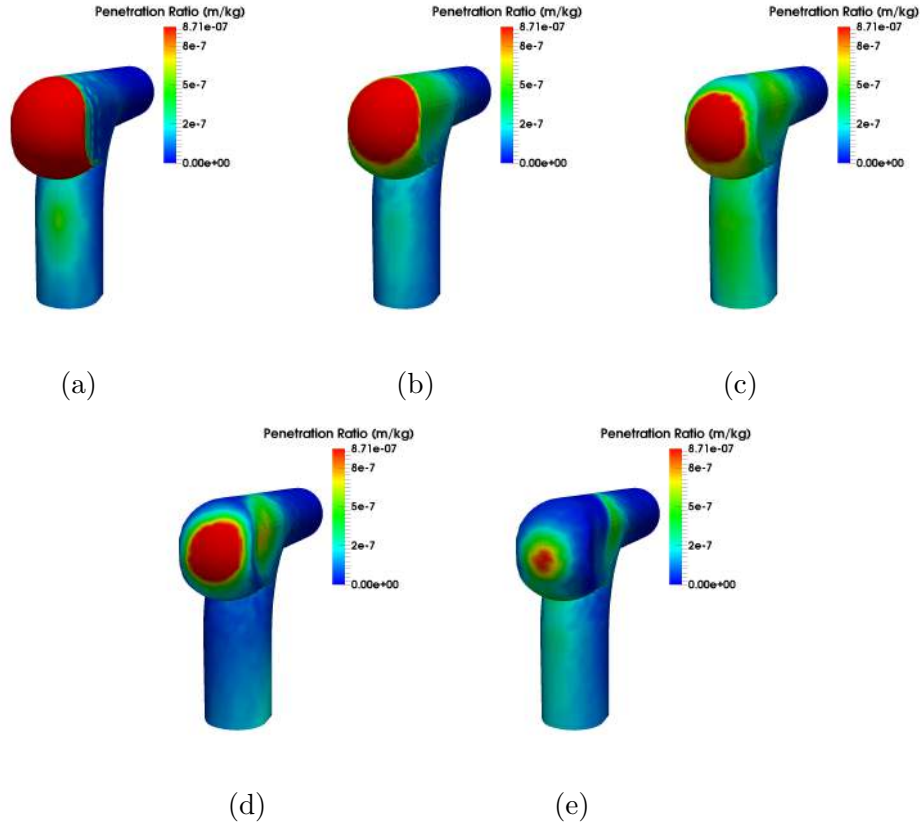 Penetration Ratio (m/kg)
8.71e-07
8e-7
5e-7
2e-7
0.00e+00
(a)
Penetration Ratio (m/kg)
8.71e-07
8e-7
5e-7
2e-7
0.00e+00
(b)
Penetration Ratio (m/kg)
8.71e-07
8e-7
5e-7
2e-7
0.00e+00
(c)
Penetration Ratio (m/kg)
8.71e-07
8e-7
5e-7
2e-7
0.00e+00
(d)
Penetration Ratio (m/kg)
8.71e-07
8e-7
5e-7
2e-7
0.00e+00
(e)